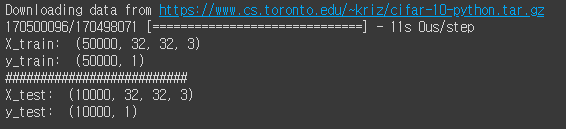 Downloading data from https://www.cs.toronto.edu/~kriz/cifar-10-python.tar.gz
170500096/170498071 [==============================] - 11s 0us/step
X_train:  (50000, 32, 32, 3)
y_train:  (50000, 1)
##########################
X_test:  (10000, 32, 32, 3)
y_test:  (10000, 1)